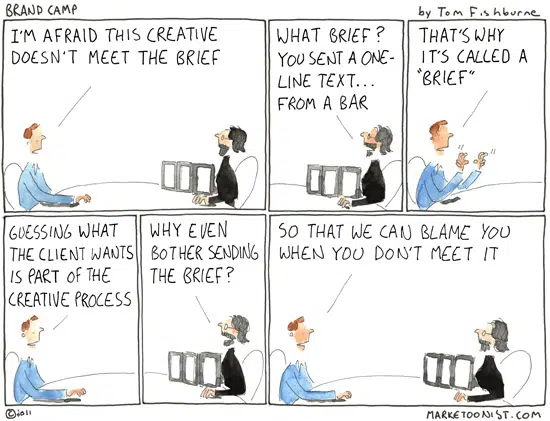 BRAND CAMP
by Tom Fishburne
I'M AFRAID THIS CREATIVE
DOESN'T MEET THE BRIEF
WHAT BRIEF?
YOU SENT A ONE-
LINE TEXT...
FROM A BAR
THAT'S WHY
IT'S CALLED A
"BRIEF"
GUESSING WHAT
THE CLIENT WANTS
IS PART OF THE
CREATIVE PROCESS
WHY EVEN
BOTHER SENDING
THE BRIEF?
SO THAT WE CAN BLAME YOU
WHEN YOU DON'T MEET IT
©2011
MARKETOONIST.COM